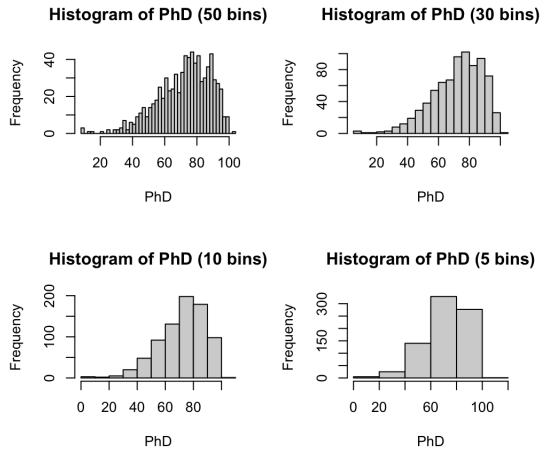 Histogram of PhD (50 bins)
Frequency
0 20 40
20 40 60 80 100
PhD
Histogram of PhD (30 bins)
Frequency
0 40 80
20 40 60 80
PhD
Histogram of PhD (10 bins)
Frequency
0 100 200
0 20 40 60 80
PhD
Histogram of PhD (5 bins)
Frequency
0 150 300
0 20 60 100
PhD